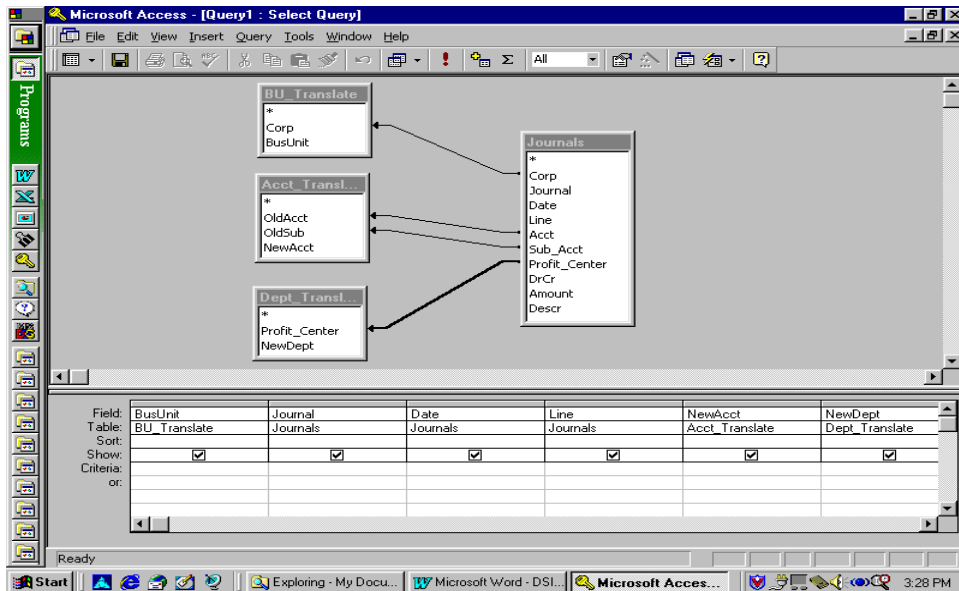 Microsoft Access - [Query1 : Select Query]
File Edit View Insert Query Tools Window Help
All
Programs
BU_Translate
*
Corp
BusUnit
Acct_Transl...
*
OldAcct
OldSub
NewAcct
Dept_Transl...
*
Profit_Center
NewDept
Journals
*
Corp
Journal
Date
Line
Acct
Sub_Acct
Profit_Center
DrCr
Amount
Descr
Field: BusUnit Journal Date Line NewAcct NewDept
Table: BU_Translate Journals Journals Journals Acct_Translate Dept_Translate
Sort:
Show:
Criteria:
or:
Ready
Start Exploring - My Docu... Microsoft Word - DSI... Microsoft Acces... 3:28 PM